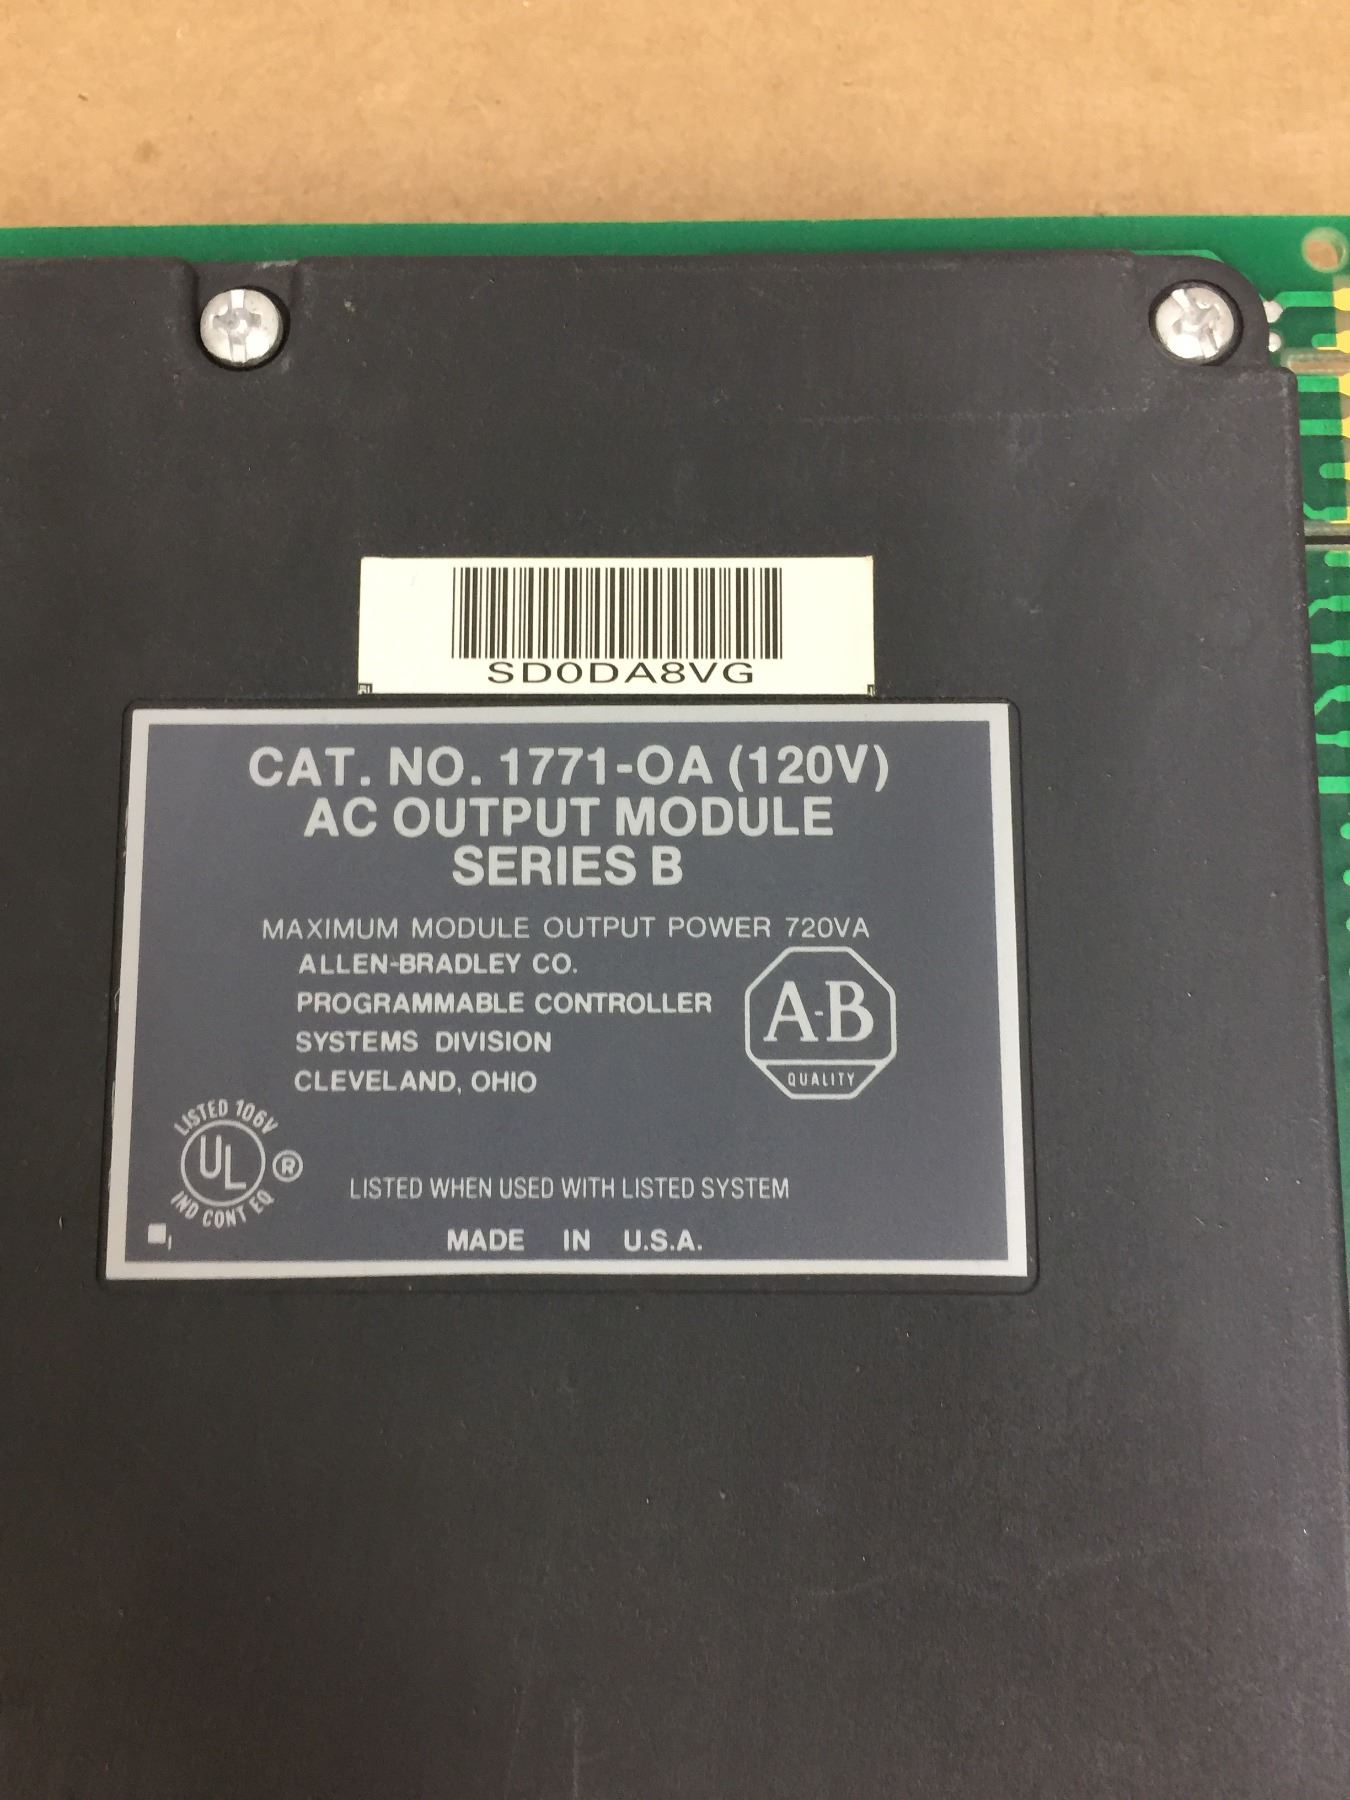 SD0DA8VG
CAT. NO. 1771-OA (120V)
AC OUTPUT MODULE
SERIES B
MAXIMUM MODULE OUTPUT POWER 720VA
ALLEN-BRADLEY CO.
PROGRAMMABLE CONTROLLER
SYSTEMS DIVISION
CLEVELAND, OHIO
A-B
QUALITY
LISTED 106V
UL ®
IND CONT EQ
LISTED WHEN USED WITH LISTED SYSTEM
MADE IN U.S.A.